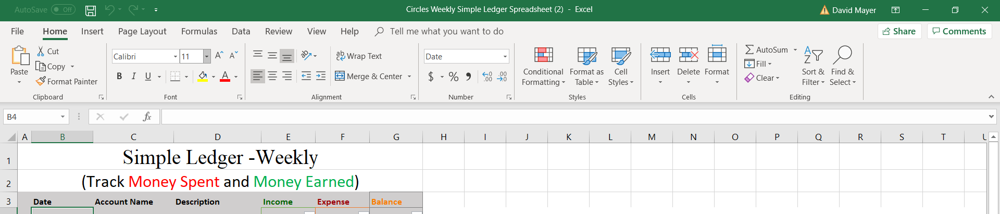 AutoSave Off
Circles Weekly Simple Ledger Spreadsheet (2) - Excel
David Mayer
File Home Insert Page Layout Formulas Data Review View Help Tell me what you want to do
Share Comments
Paste
Cut
Copy
Format Painter
Clipboard
Calibri 11 A A
B I U A
Font
ab Wrap Text
Merge & Center
Alignment
Date
$ % , .00 .00
Number
Conditional Formatting
Format as Table
Cell Styles
Styles
Insert Delete Format
Cells
AutoSum
Fill
Clear
Sort & Filter
Find & Select
Editing
B4 fx
A B C D E F G H I J K L M N O P Q R S T U
1 Simple Ledger -Weekly
2 (Track Money Spent and Money Earned)
3 Date Account Name Description Income Expense Balance